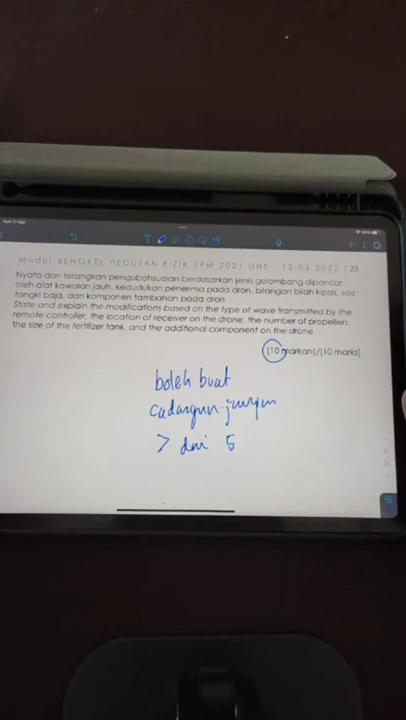 Modul BENGKEL PECUTAN FIZIK SPM 2021 GHS : 12.03.2022 | 23
Nyata dan terangkan pengubahsuaian berdasarkan jenis gelombang dipancar
oleh alat kawalan jauh, kedudukan penerima pada dron, bilangan bilah kipas, saiz
tangki baja, dan komponen tambahan pada dron
State and explain the modifications based on the type of wave transmitted by the
remote controller, the location of receiver on the drone, the number of propellers,
the size of the fertilizer tank, and the additional component on the drone
[10 markah]/[10 marks]
boleh buat
cadangan jangan
> dari 5